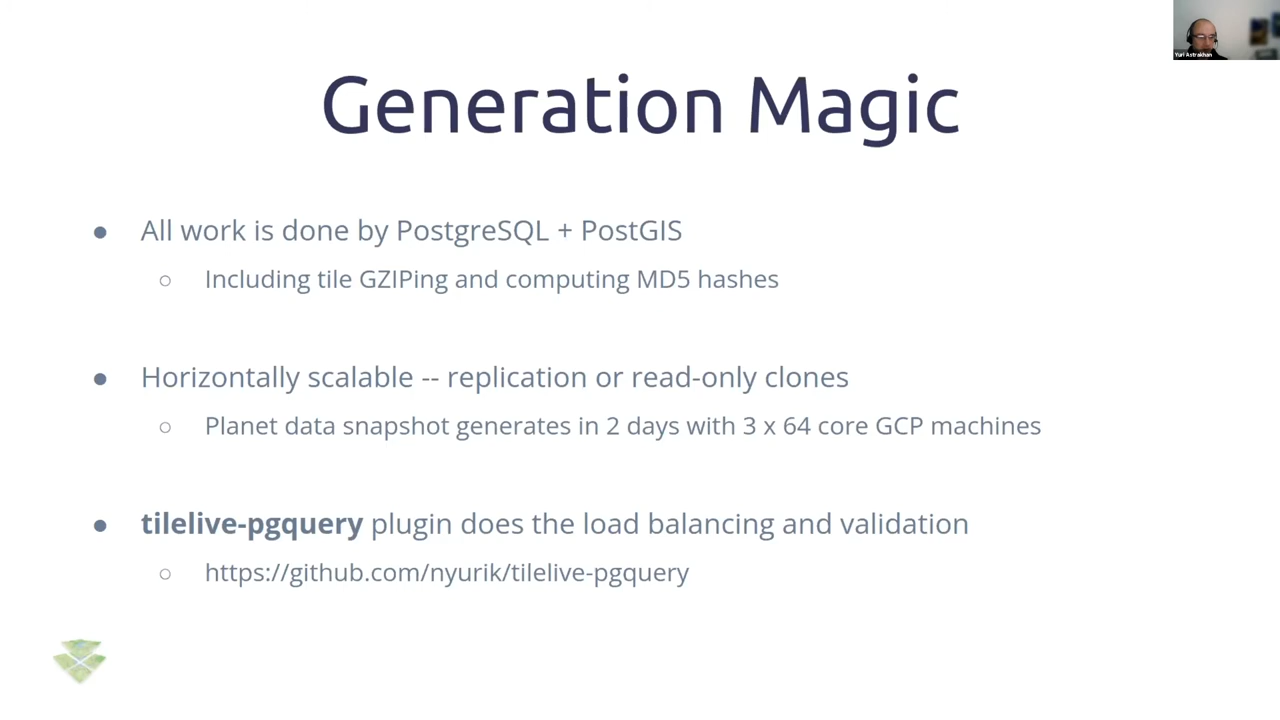 Yuri Astrakhan
Generation Magic
● All work is done by PostgreSQL + PostGIS
○ Including tile GZIPing and computing MD5 hashes
● Horizontally scalable -- replication or read-only clones
○ Planet data snapshot generates in 2 days with 3 x 64 core GCP machines
● tilelive-pgquery plugin does the load balancing and validation
○ https://github.com/nyurik/tilelive-pgquery